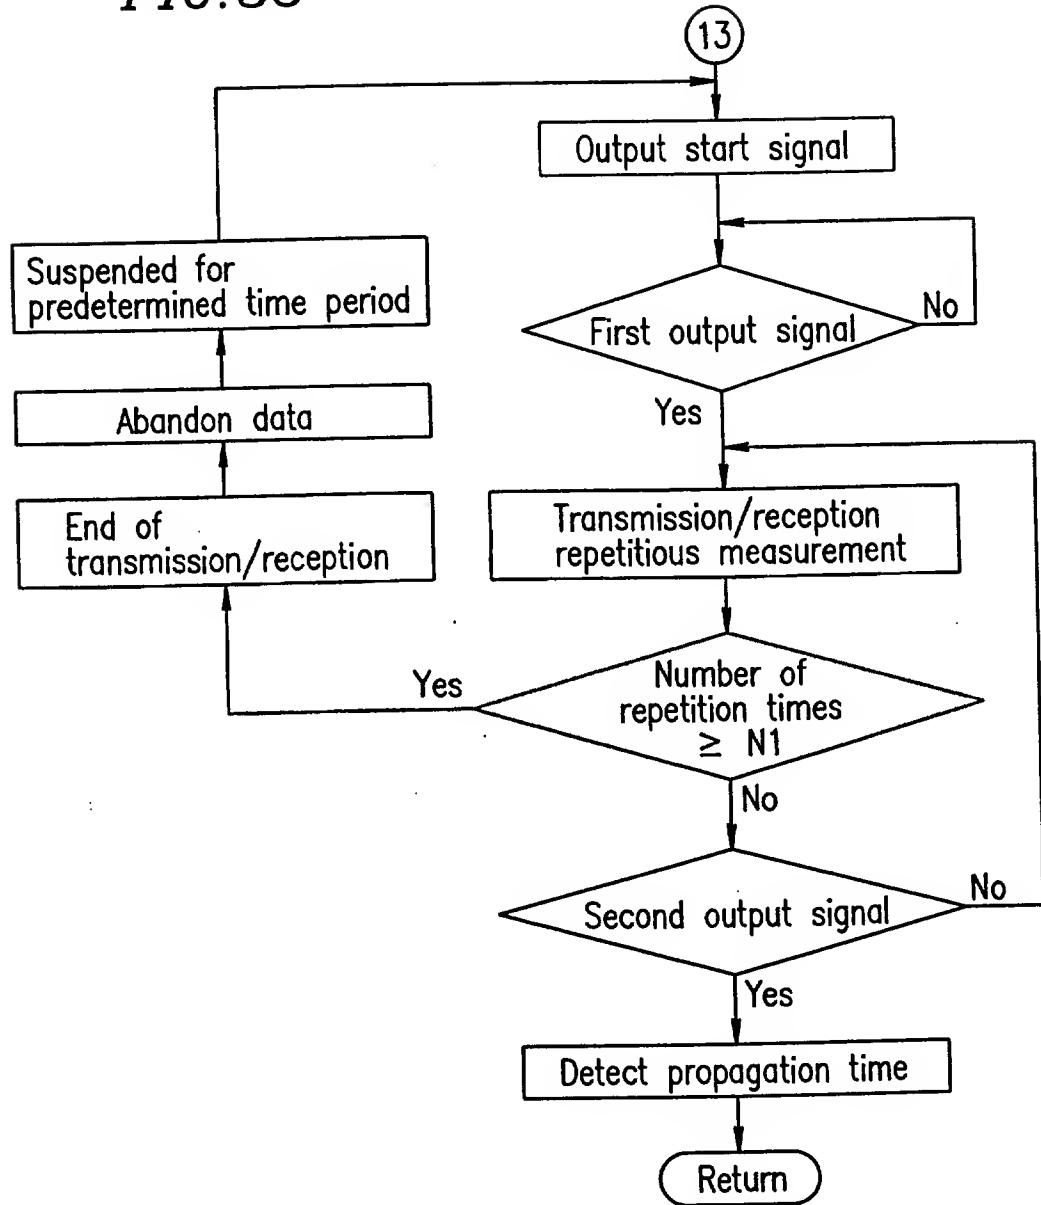 13
Output start signal
Suspended for
predetermined time period
First output signal
No
Abandon data
Yes
End of
transmission/reception
Transmission/reception
repetitious measurement
Yes
Number of
repetition times
≥ N1
No
Second output signal
No
Yes
Detect propagation time
Return